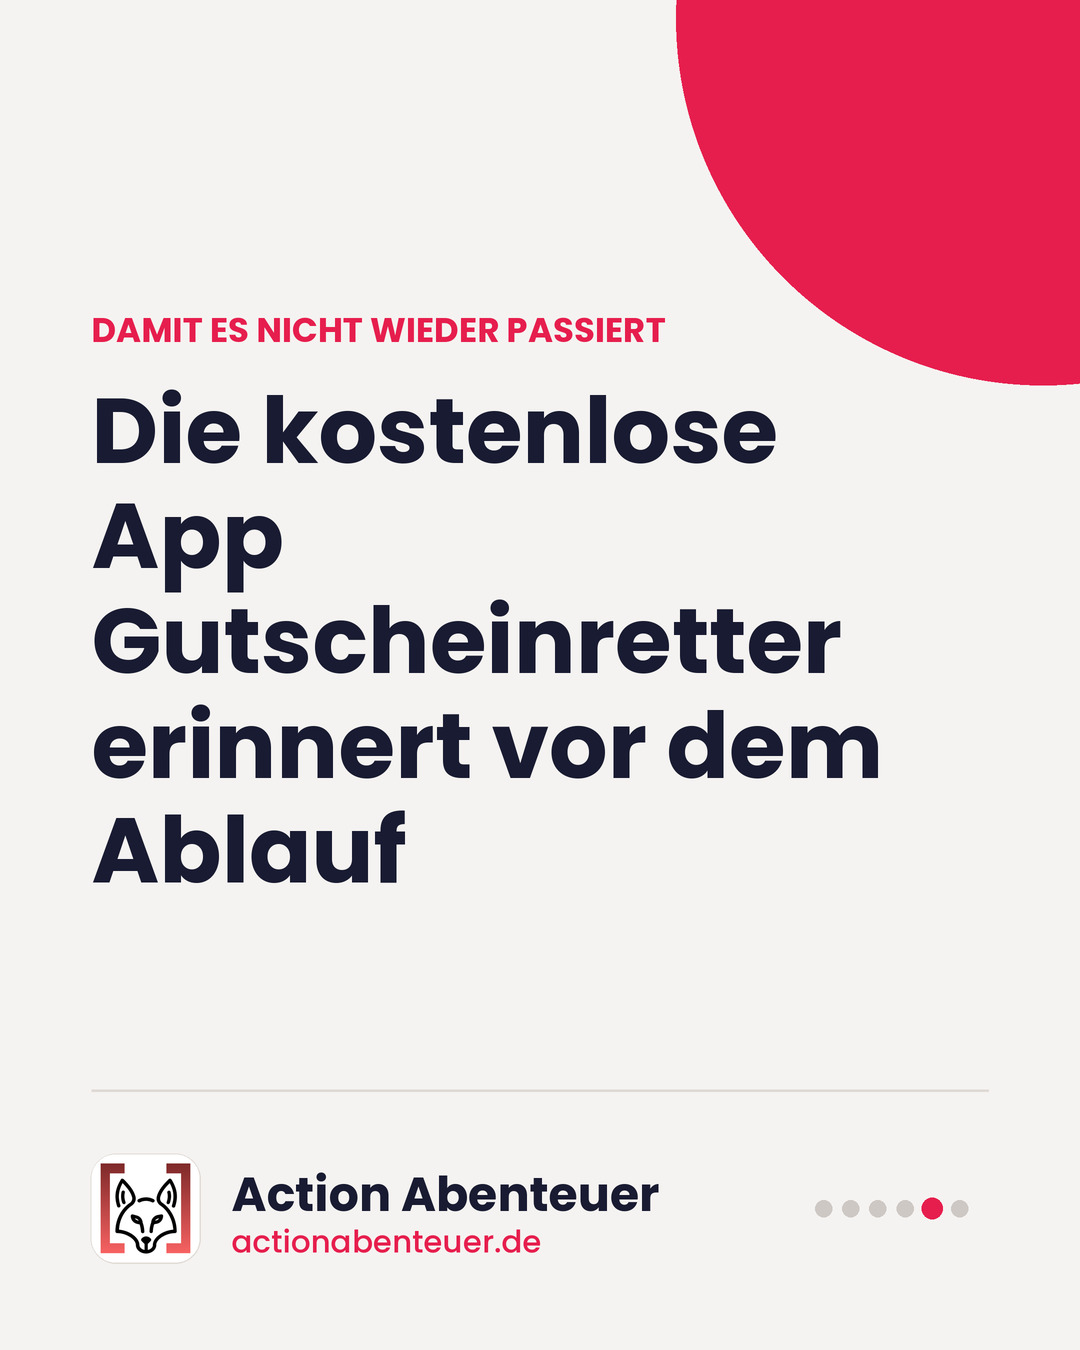 DAMIT ES NICHT WIEDER PASSIERT
Die kostenlose
App
Gutscheinretter
erinnert vor dem
Ablauf
Action Abenteuer
actionabenteuer.de